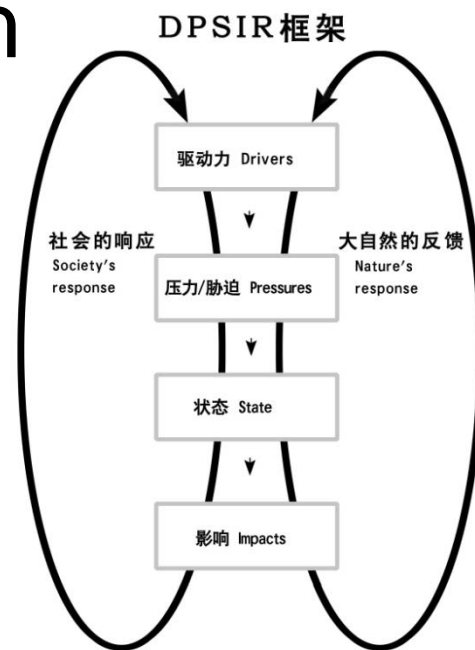 DPSIR框架
驱动力 Drivers
社会的响应
Society's
response
大自然的反馈
Nature's
response
压力/胁迫 Pressures
状态 State
影响 Impacts